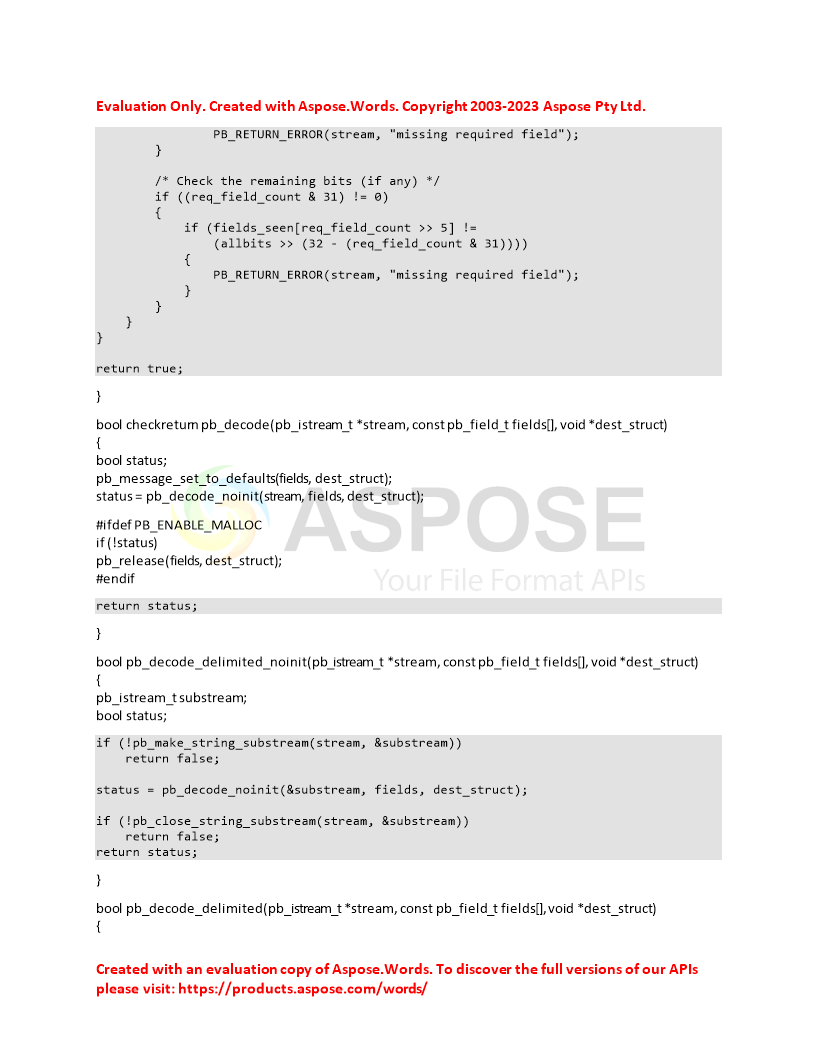 Evaluation Only. Created with Aspose.Words. Copyright 2003-2023 Aspose Pty Ltd.
                PB_RETURN_ERROR(stream, "missing required field");
        }

        /* Check the remaining bits (if any) */
        if ((req_field_count & 31) != 0)
        {
            if (fields_seen[req_field_count >> 5] !=
                (allbits >> (32 - (req_field_count & 31))))
            {
                PB_RETURN_ERROR(stream, "missing required field");
            }
        }
    }
}

return true;
}
bool checkreturn pb_decode(pb_istream_t *stream, const pb_field_t fields[], void *dest_struct)
{
bool status;
pb_message_set_to_defaults(fields, dest_struct);
status = pb_decode_noinit(stream, fields, dest_struct);
#ifdef PB_ENABLE_MALLOC
if (!status)
pb_release(fields, dest_struct);
#endif
ASPOSE
Your File Format APIs
return status;
}
bool pb_decode_delimited_noinit(pb_istream_t *stream, const pb_field_t fields[], void *dest_struct)
{
pb_istream_t substream;
bool status;
if (!pb_make_string_substream(stream, &substream))
    return false;

status = pb_decode_noinit(&substream, fields, dest_struct);

if (!pb_close_string_substream(stream, &substream))
    return false;
return status;
}
bool pb_decode_delimited(pb_istream_t *stream, const pb_field_t fields[], void *dest_struct)
{
Created with an evaluation copy of Aspose.Words. To discover the full versions of our APIs
please visit: https://products.aspose.com/words/